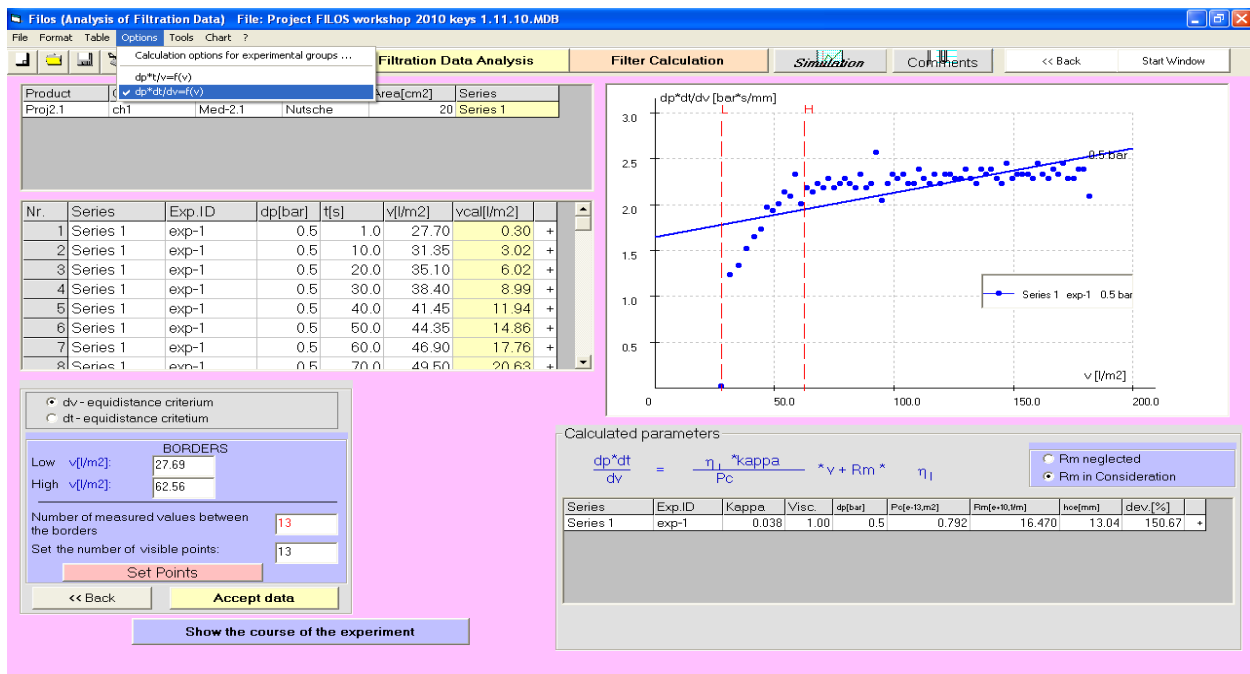 Filos (Analysis of Filtration Data) File: Project FILOS workshop 2010 keys 1.11.10.MDB
File Format Table Options Tools Chart ?
Calculation options for experimental groups ...
dp*t/v=f(v)
dp*dt/dv=f(v)
Filtration Data Analysis
Filter Calculation
Simulation
Comments
<< Back
Start Window
Product Area[cm2] Series
Proj2.1 ch1 Med-2.1 Nutsche 20 Series 1
Nr. Series Exp.ID dp[bar] t[s] v[l/m2] vcal[l/m2]
1 Series 1 exp-1 0.5 1.0 27.70 0.30 +
2 Series 1 exp-1 0.5 10.0 31.35 3.02 +
3 Series 1 exp-1 0.5 20.0 35.10 6.02 +
4 Series 1 exp-1 0.5 30.0 38.40 8.99 +
5 Series 1 exp-1 0.5 40.0 41.45 11.94 +
6 Series 1 exp-1 0.5 50.0 44.35 14.86 +
7 Series 1 exp-1 0.5 60.0 46.90 17.76 +
8 Series 1 exp-1 0.5 70.0 49.50 20.63 +
dp*dt/dv [bar*s/mm]
L H
3.0
2.5
2.0
1.5
1.0
0.5
0.5 bar
Series 1 exp-1 0.5 bar
v [l/m2]
0 50.0 100.0 150.0 200.0
dv - equidistance criterium
dt - equidistance critetium
BORDERS
Low v[l/m2]: 27.69
High v[l/m2]: 62.56
Number of measured values between
the borders 13
Set the number of visible points: 13
Set Points
<< Back
Accept data
Show the course of the experiment
Calculated parameters
dp*dt
dv
=
η_l *kappa
Pc
*v + Rm * η_l
Rm neglected
Rm in Consideration
Series Exp.ID Kappa Visc. dp[bar] Pc[e-13,m2] Rm[e+10,1/m] hce[mm] dev.[%]
Series 1 exp-1 0.038 1.00 0.5 0.792 16.470 13.04 150.67 +